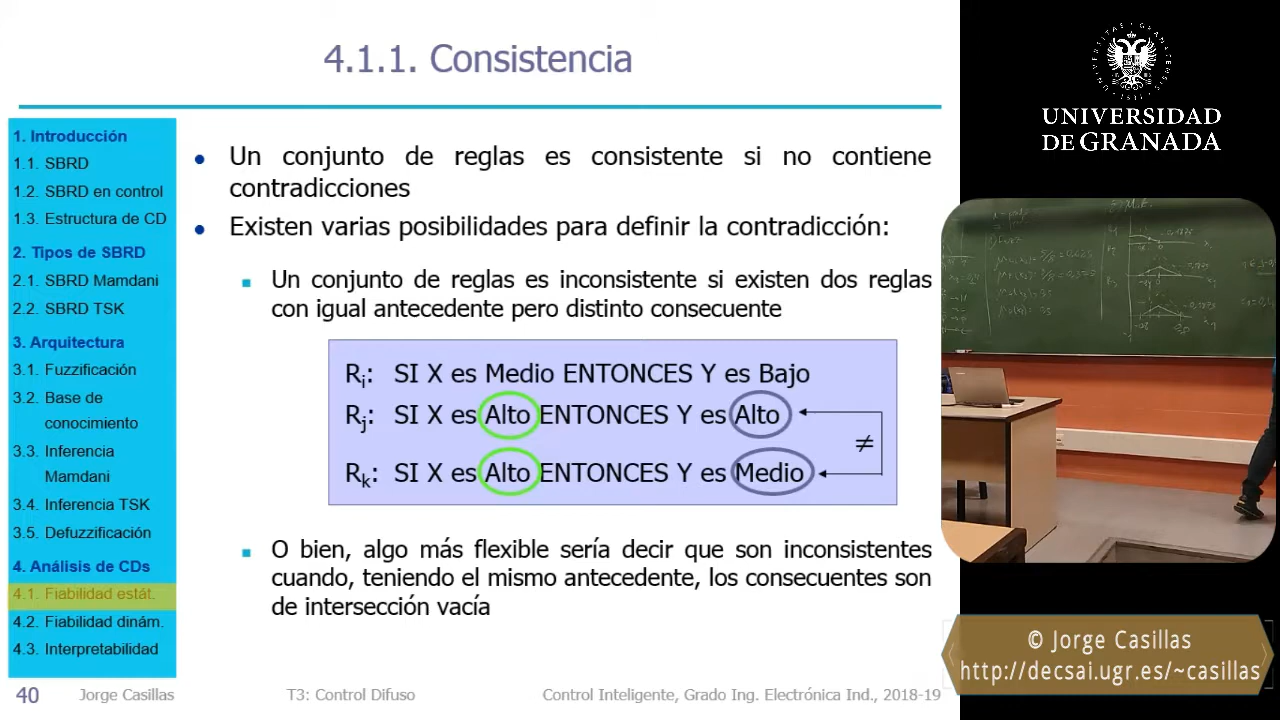 4.1.1. Consistencia
1. Introducción
1.1. SBRD
1.2. SBRD en control
1.3. Estructura de CD
2. Tipos de SBRD
2.1. SBRD Mamdani
2.2. SBRD TSK
3. Arquitectura
3.1. Fuzzificación
3.2. Base de
conocimiento
3.3. Inferencia
Mamdani
3.4. Inferencia TSK
3.5. Defuzzificación
4. Análisis de CDs
4.1. Fiabilidad estát.
4.2. Fiabilidad dinám.
4.3. Interpretabilidad
• Un conjunto de reglas es consistente si no contiene
contradicciones
• Existen varias posibilidades para definir la contradicción:
▪ Un conjunto de reglas es inconsistente si existen dos reglas
con igual antecedente pero distinto consecuente
Ri: SI X es Medio ENTONCES Y es Bajo
Rj: SI X es Alto ENTONCES Y es Alto
≠
Rk: SI X es Alto ENTONCES Y es Medio
▪ O bien, algo más flexible sería decir que son inconsistentes
cuando, teniendo el mismo antecedente, los consecuentes son
de intersección vacía
40 Jorge Casillas T3: Control Difuso Control Inteligente, Grado Ing. Electrónica Ind., 2018-19
UNIVERSIDAD
DE GRANADA
© Jorge Casillas
http://decsai.ugr.es/~casillas